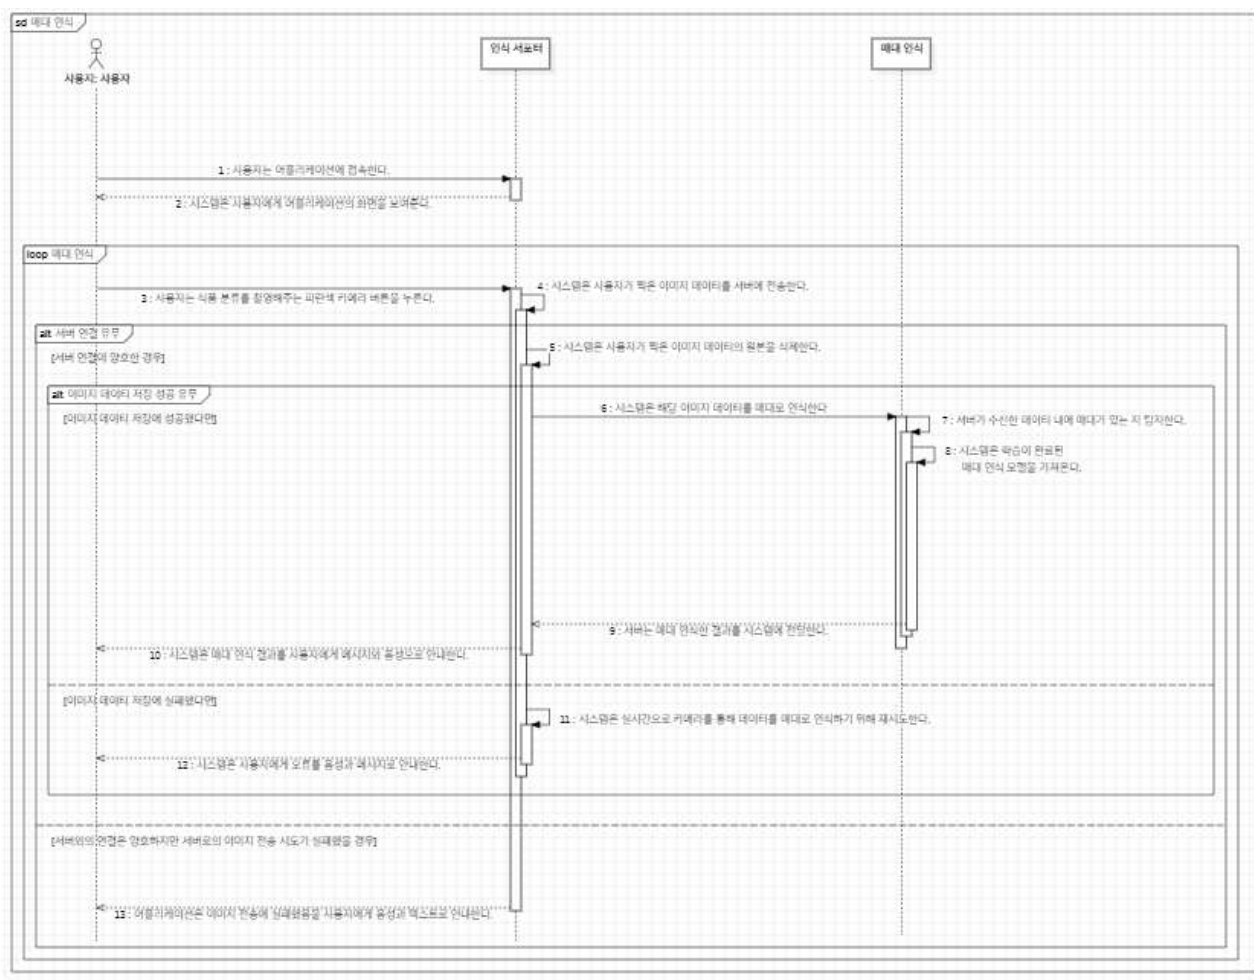 sd 매대 인식
인식 서포터
매대 인식
사용자: 사용자
1 : 사용자는 어플리케이션에 접속한다.
2 : 시스템은 사용자에게 어플리케이션의 화면을 보여준다.
loop 매대 인식
4 : 시스템은 사용자가 찍은 이미지 데이터를 서버에 전송한다.
3 : 사용자는 식품 분류를 촬영해주는 파란색 카메라 버튼을 누른다.
alt 서버 연결 유무
[서버 연결이 양호한 경우]
5 : 시스템은 사용자가 찍은 이미지 데이터의 원본을 삭제한다.
alt 이미지 데이터 저장 성공 유무
[이미지 데이터 저장에 성공했다면]
6 : 시스템은 해당 이미지 데이터를 매대로 인식한다
7 : 서버가 수신한 데이터 내에 매대가 있는 지 탐지한다.
8 : 시스템은 학습이 완료된
매대 인식 모델을 가져온다.
9 : 서버는 매대 인식한 결과를 시스템에 전달한다.
10 : 시스템은 매대 인식 결과를 사용자에게 메시지와 음성으로 안내한다.
[이미지 데이터 저장에 실패했다면]
11 : 시스템은 실시간으로 카메라를 통해 데이터를 매대로 인식하기 위해 재시도한다.
12 : 시스템은 사용자에게 오류를 음성과 메시지로 안내한다.
[서버와의 연결은 양호하지만 서버로의 이미지 전송 시도가 실패했을 경우]
13 : 어플리케이션은 이미지 전송에 실패했음을 사용자에게 음성과 텍스트로 안내한다.